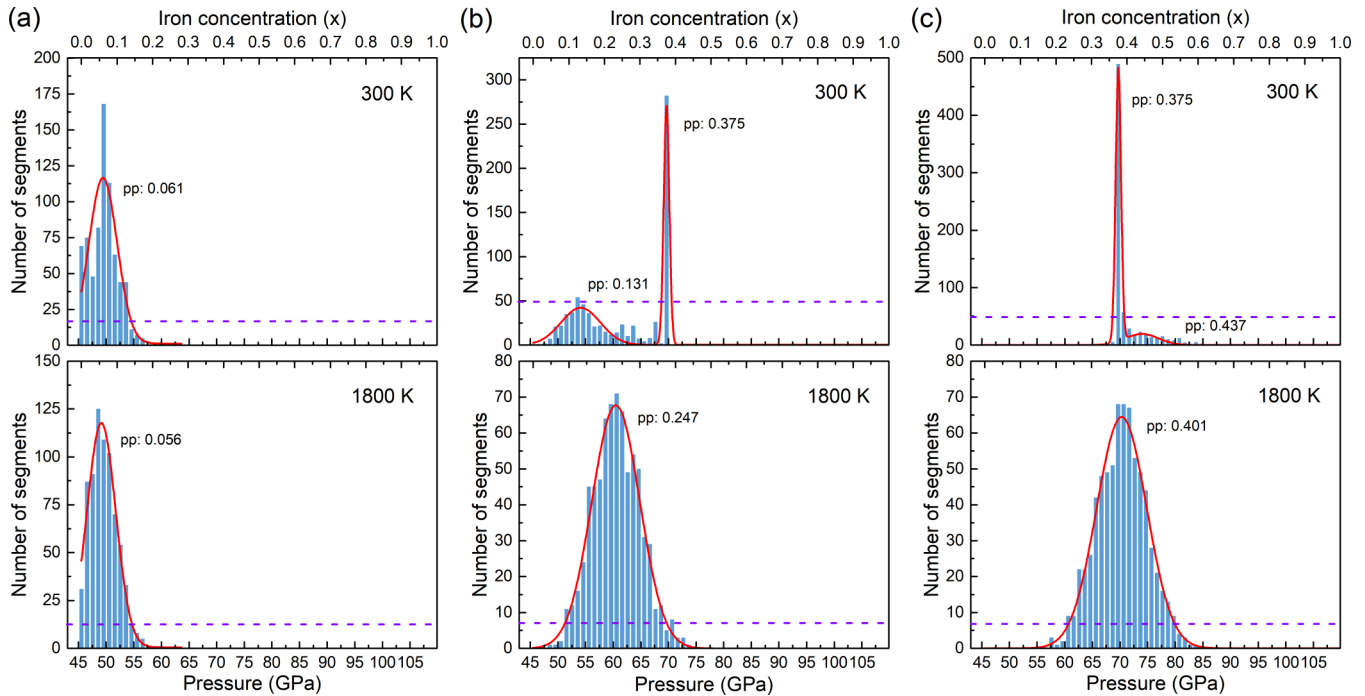 (a)
Iron concentration (x)
0.0 0.1 0.2 0.3 0.4 0.5 0.6 0.7 0.8 0.9 1.0
200
175
150
125
100
75
50
25
0
Number of segments
300 K
pp: 0.061
150
125
100
75
50
25
0
Number of segments
1800 K
pp: 0.056
45 50 55 60 65 70 75 80 85 90 95 100 105
Pressure (GPa)
(b)
Iron concentration (x)
0.0 0.1 0.2 0.3 0.4 0.5 0.6 0.7 0.8 0.9 1.0
300
250
200
150
100
50
0
Number of segments
300 K
pp: 0.375
pp: 0.131
80
70
60
50
40
30
20
10
0
Number of segments
1800 K
pp: 0.247
45 50 55 60 65 70 75 80 85 90 95 100 105
Pressure (GPa)
(c)
Iron concentration (x)
0.0 0.1 0.2 0.3 0.4 0.5 0.6 0.7 0.8 0.9 1.0
500
400
300
200
100
0
Number of segments
300 K
pp: 0.375
pp: 0.437
80
70
60
50
40
30
20
10
0
Number of segments
1800 K
pp: 0.401
45 50 55 60 65 70 75 80 85 90 95 100 105
Pressure (GPa)